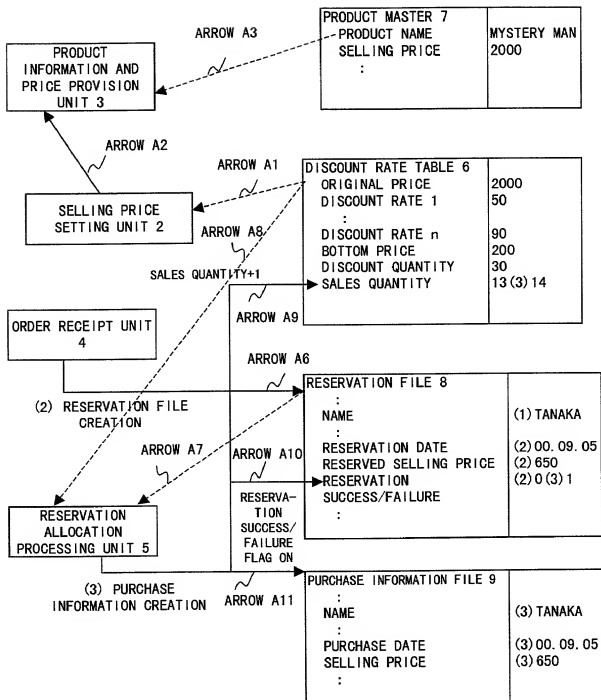 PRODUCT
INFORMATION AND
PRICE PROVISION
UNIT 3
ARROW A3
PRODUCT MASTER 7
PRODUCT NAME
MYSTERY MAN
SELLING PRICE
2000
:
ARROW A2
SELLING PRICE
SETTING UNIT 2
ARROW A1
ARROW A8
SALES QUANTITY+1
DISCOUNT RATE TABLE 6
ORIGINAL PRICE
2000
DISCOUNT RATE 1
50
:
DISCOUNT RATE n
90
BOTTOM PRICE
200
DISCOUNT QUANTITY
30
SALES QUANTITY
13(3)14
ARROW A9
ORDER RECEIPT UNIT
4
ARROW A6
(2) RESERVATION FILE
CREATION
RESERVATION FILE 8
:
NAME
(1)TANAKA
:
RESERVATION DATE
(2)00.09.05
RESERVED SELLING PRICE
(2)650
RESERVATION
(2)0(3)1
SUCCESS/FAILURE
:
ARROW A7
ARROW A10
RESERVA-
TION
SUCCESS/
FAILURE
FLAG ON
RESERVATION
ALLOCATION
PROCESSING UNIT 5
(3) PURCHASE
INFORMATION CREATION
ARROW A11
PURCHASE INFORMATION FILE 9
:
NAME
(3)TANAKA
:
PURCHASE DATE
(3)00.09.05
SELLING PRICE
(3)650
: